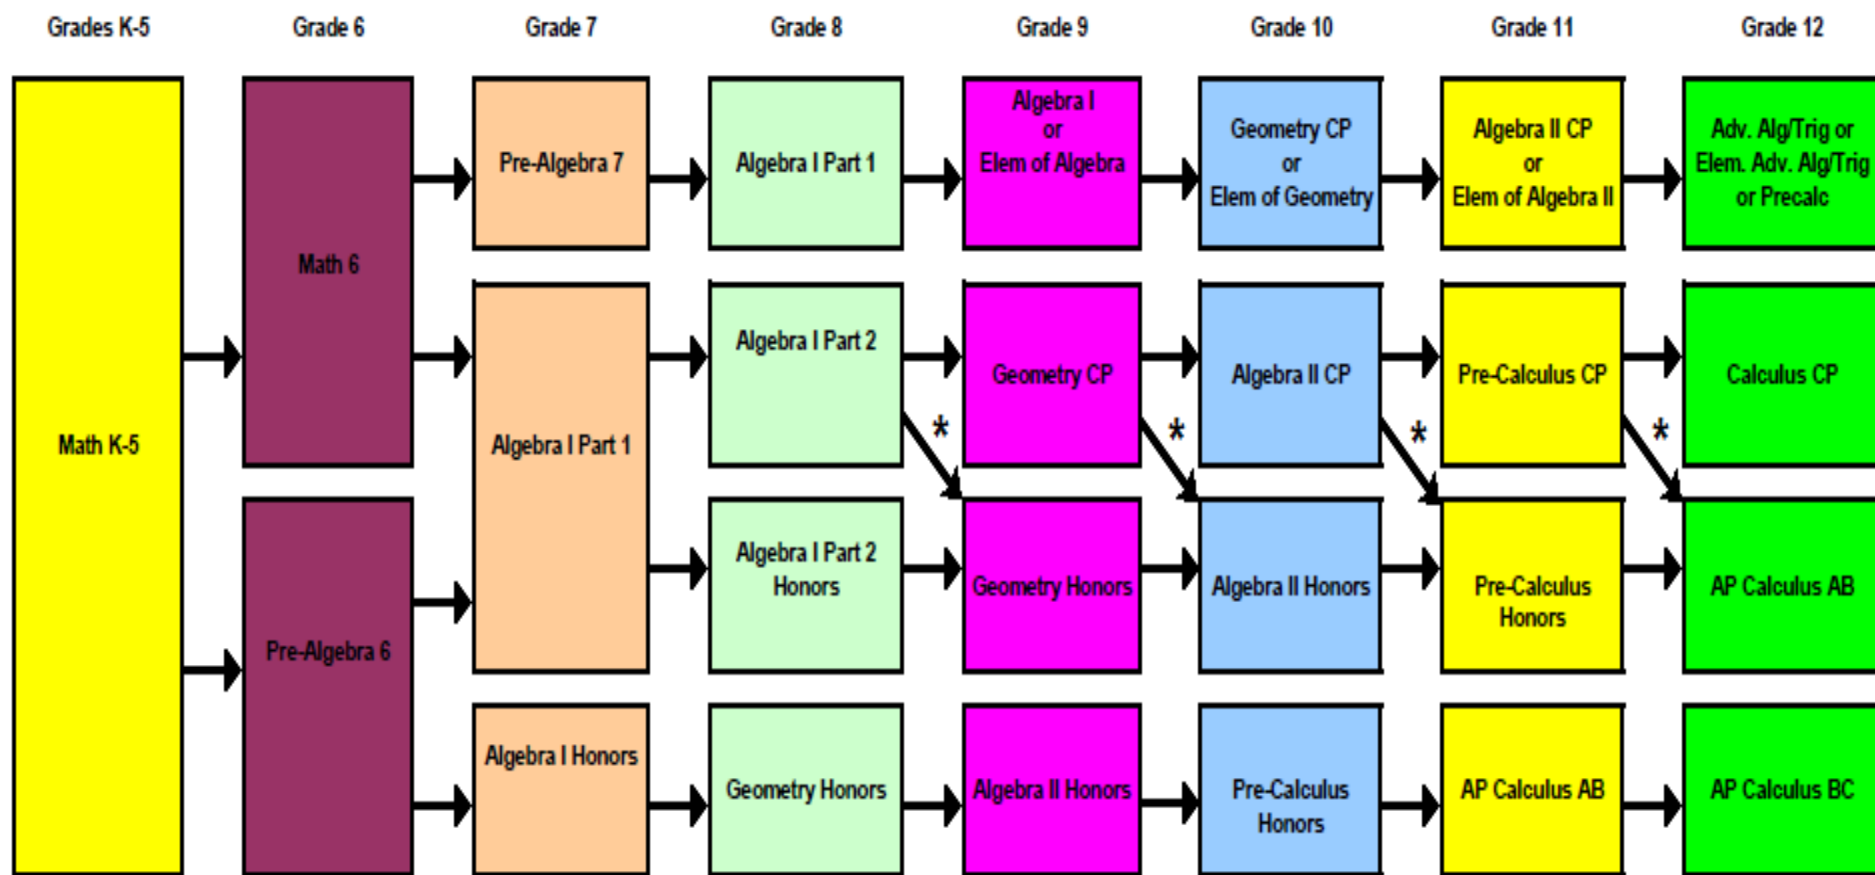 Grades K-5
Grade 6
Grade 7
Grade 8
Grade 9
Grade 10
Grade 11
Grade 12
Math K-5
Math 6
Pre-Algebra 6
Pre-Algebra 7
Algebra I Part 1
Algebra I Honors
Algebra I Part 1
Algebra I Part 2
Algebra I Part 2
Honors
Geometry Honors
Algebra I
or
Elem of Algebra
Geometry CP
Geometry Honors
Algebra II Honors
Geometry CP
or
Elem of Geometry
Algebra II CP
Algebra II Honors
Pre-Calculus
Honors
Algebra II CP
or
Elem of Algebra II
Pre-Calculus CP
Pre-Calculus
Honors
AP Calculus AB
Adv. Alg/Trig or
Elem. Adv. Alg/Trig
or Precalc
Calculus CP
AP Calculus AB
AP Calculus BC
*
*
*
*